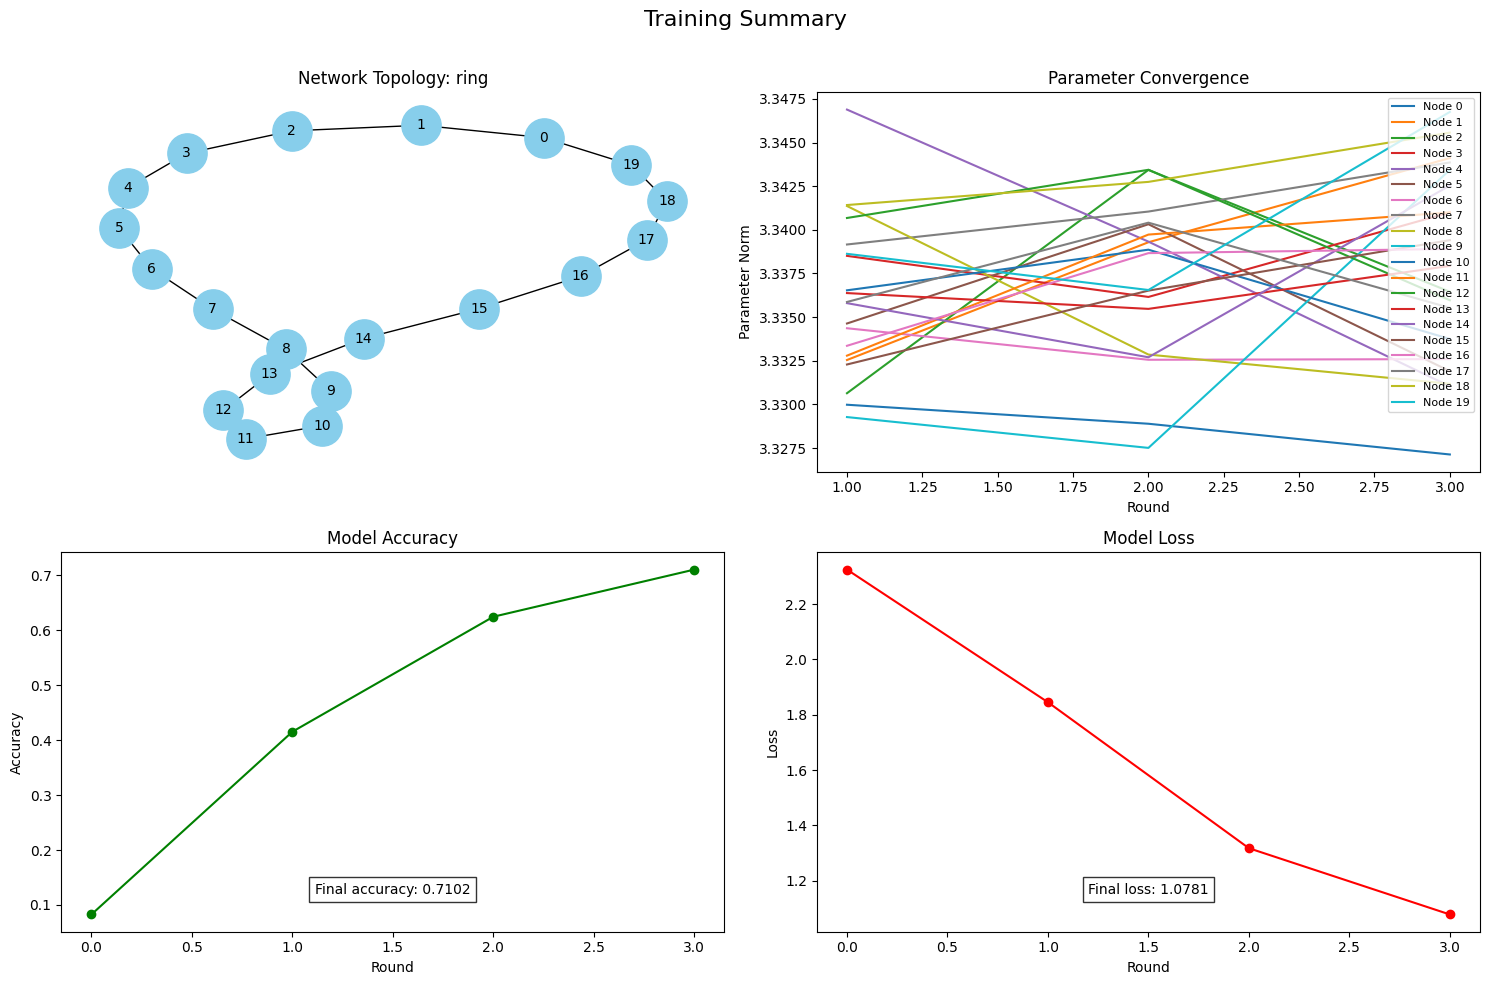 Training Summary
Network Topology: ring
1
2
0
3
19
4
18
5
17
6
16
7
15
14
8
13
9
12
10
11
Parameter Convergence
3.3475
3.3450
3.3425
3.3400
3.3375
3.3350
3.3325
3.3300
3.3275
Parameter Norm
Node 0
Node 1
Node 2
Node 3
Node 4
Node 5
Node 6
Node 7
Node 8
Node 9
Node 10
Node 11
Node 12
Node 13
Node 14
Node 15
Node 16
Node 17
Node 18
Node 19
1.00 1.25 1.50 1.75 2.00 2.25 2.50 2.75 3.00
Round
Model Accuracy
0.7
0.6
0.5
0.4
0.3
0.2
0.1
Accuracy
Final accuracy: 0.7102
0.0 0.5 1.0 1.5 2.0 2.5 3.0
Round
Model Loss
2.2
2.0
1.8
1.6
1.4
1.2
Loss
Final loss: 1.0781
0.0 0.5 1.0 1.5 2.0 2.5 3.0
Round